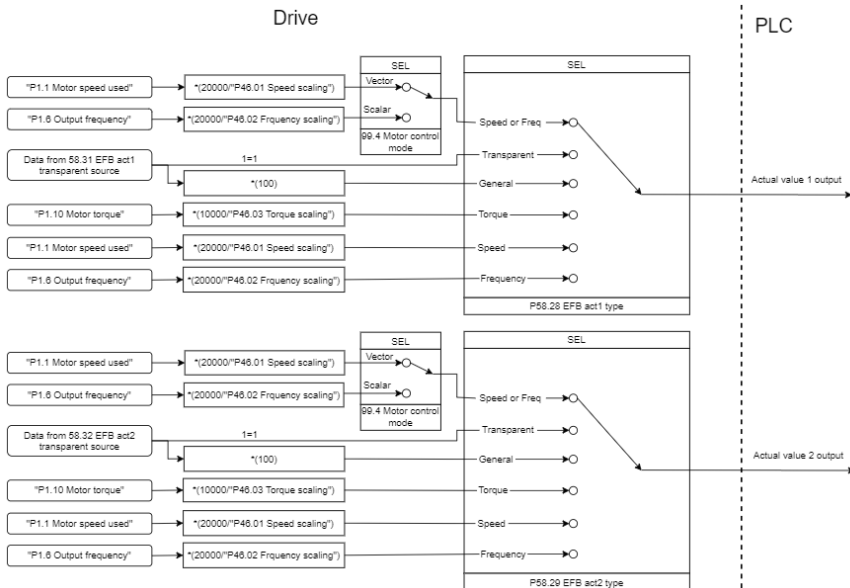 Drive
PLC
SEL
SEL
"P1.1 Motor speed used"
*(20000/"P46.01 Speed scaling")
Vector
"P1.6 Output frequency"
*(20000/"P46.02 Frquency scaling")
Scalar
Speed or Freq
99.4 Motor control
mode
Data from 58.31 EFB act1
transparent source
1=1
Transparent
*(100)
General
Actual value 1 output
"P1.10 Motor torque"
*(10000/"P46.03 Torque scaling")
Torque
"P1.1 Motor speed used"
*(20000/"P46.01 Speed scaling")
Speed
"P1.6 Output frequency"
*(20000/"P46.02 Frquency scaling")
Frequency
P58.28 EFB act1 type
SEL
SEL
"P1.1 Motor speed used"
*(20000/"P46.01 Speed scaling")
Vector
"P1.6 Output frequency"
*(20000/"P46.02 Frquency scaling")
Scalar
Speed or Freq
99.4 Motor control
mode
Data from 58.32 EFB act2
transparent source
1=1
Transparent
*(100)
General
Actual value 2 output
"P1.10 Motor torque"
*(10000/"P46.03 Torque scaling")
Torque
"P1.1 Motor speed used"
*(20000/"P46.01 Speed scaling")
Speed
"P1.6 Output frequency"
*(20000/"P46.02 Frquency scaling")
Frequency
P58.29 EFB act2 type